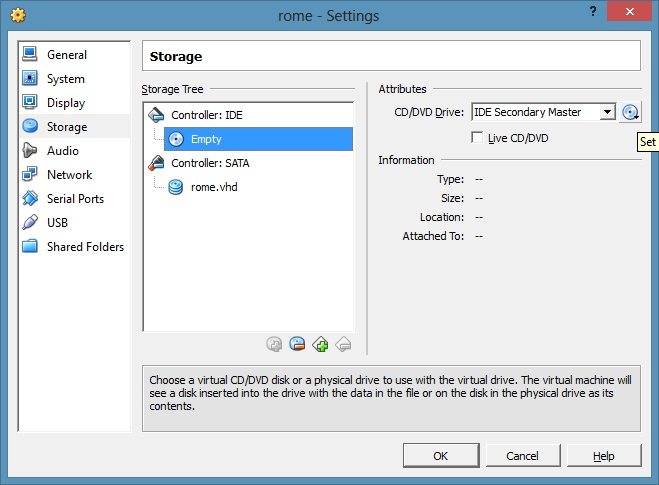 rome - Settings
?
General
System
Display
Storage
Audio
Network
Serial Ports
USB
Shared Folders
Storage
Storage Tree
Controller: IDE
Empty
Controller: SATA
rome.vhd
Attributes
CD/DVD Drive: IDE Secondary Master
Set
Live CD/DVD
Information
Type: --
Size: --
Location: --
Attached To: --
Choose a virtual CD/DVD disk or a physical drive to use with the virtual drive. The virtual machine will
see a disk inserted into the drive with the data in the file or on the disk in the physical drive as its
contents.
OK
Cancel
Help